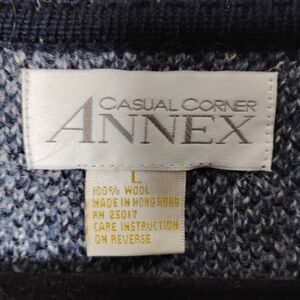 CASUAL CORNER
ANNEX
L
100% WOOL
MADE IN HONG KONG
RN 25017
CARE INSTRUCTION
ON REVERSE